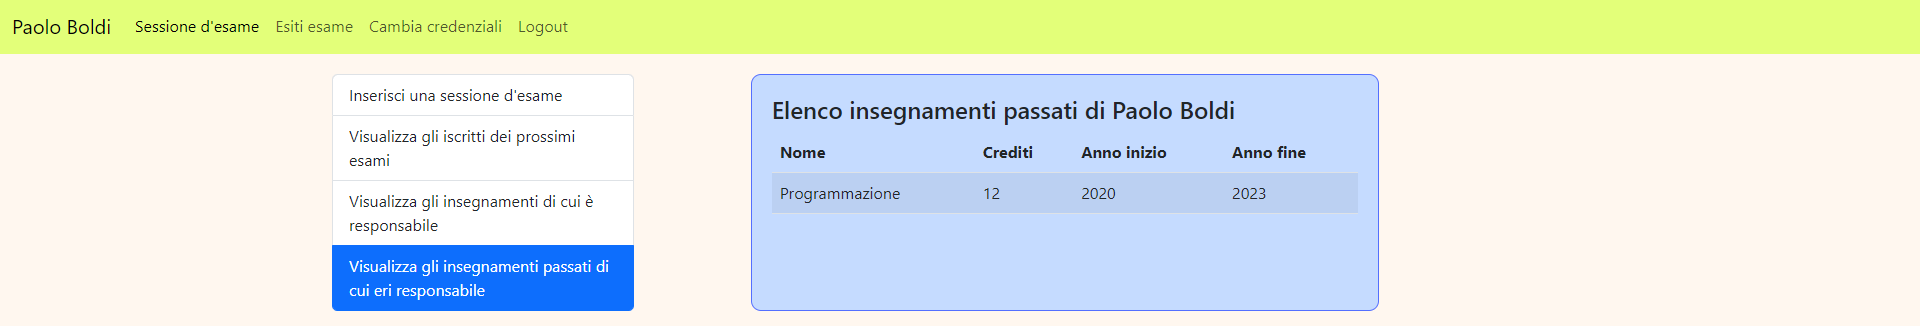 Paolo Boldi Sessione d'esame Esiti esame Cambia credenziali Logout
Inserisci una sessione d'esame
Visualizza gli iscritti dei prossimi
esami
Visualizza gli insegnamenti di cui è
responsabile
Visualizza gli insegnamenti passati di
cui eri responsabile
Elenco insegnamenti passati di Paolo Boldi
Nome Crediti Anno inizio Anno fine
Programmazione 12 2020 2023